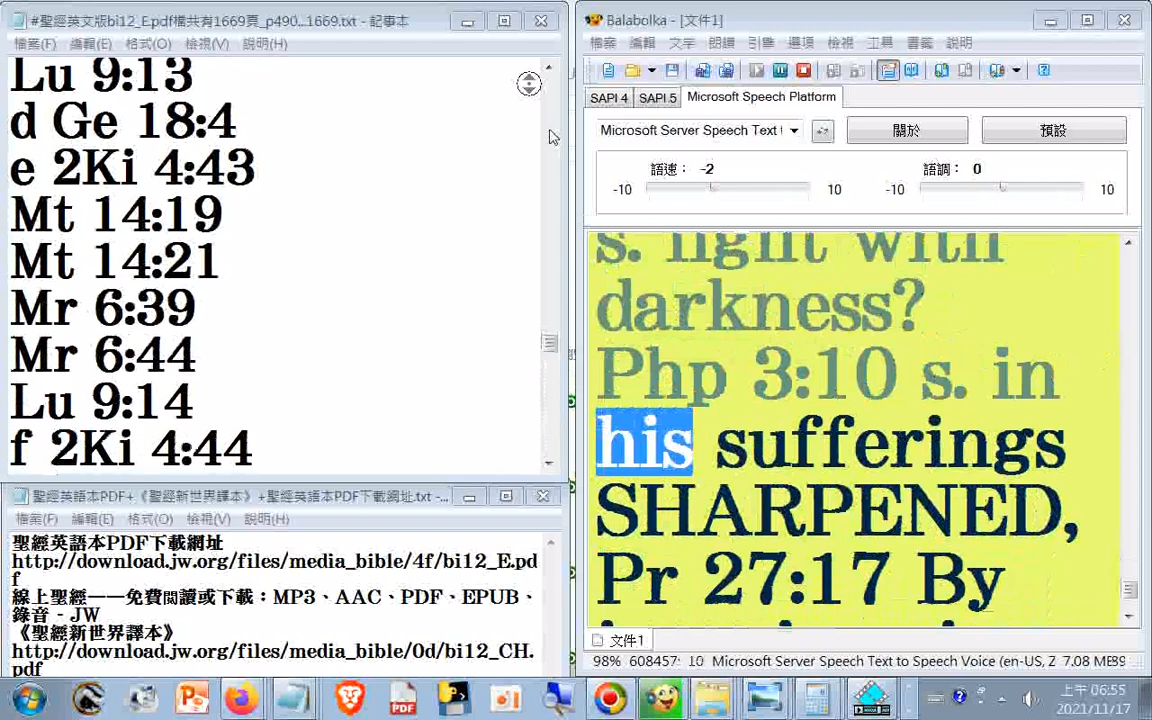 #聖經英文版bi12_E.pdf檔共有1669頁_p490...1669.txt - 記事本
檔案(F) 編輯(E) 格式(O) 檢視(V) 說明(H)
Lu 9:13
d Ge 18:4
e 2Ki 4:43
Mt 14:19
Mt 14:21
Mr 6:39
Mr 6:44
Lu 9:14
f 2Ki 4:44
聖經英語本PDF+《聖經新世界譯本》+聖經英語本PDF下載網址.txt -...
檔案(F) 編輯(E) 格式(O) 檢視(V) 說明(H)
聖經英語本PDF下載網址
http://download.jw.org/files/media_bible/4f/bi12_E.pd
f
線上聖經——免費閱讀或下載：MP3、AAC、PDF、EPUB、
錄音 - JW
《聖經新世界譯本》
http://download.jw.org/files/media_bible/0d/bi12_CH.
pdf
Balabolka - [文件1]
檔案 編輯 文字 朗讀 引擎 選項 檢視 工具 書籤 說明
SAPI 4 SAPI 5 Microsoft Speech Platform
Microsoft Server Speech Text 關於 預設
語速： -2 語調： 0
-10 10 -10 10
s. light with
darkness?
Php 3:10 s. in
his sufferings
SHARPENED,
Pr 27:17 By
文件1
98% 608457: 10 Microsoft Server Speech Text to Speech Voice (en-US, Z 7.08 MB
上午 06:55
2021/11/17